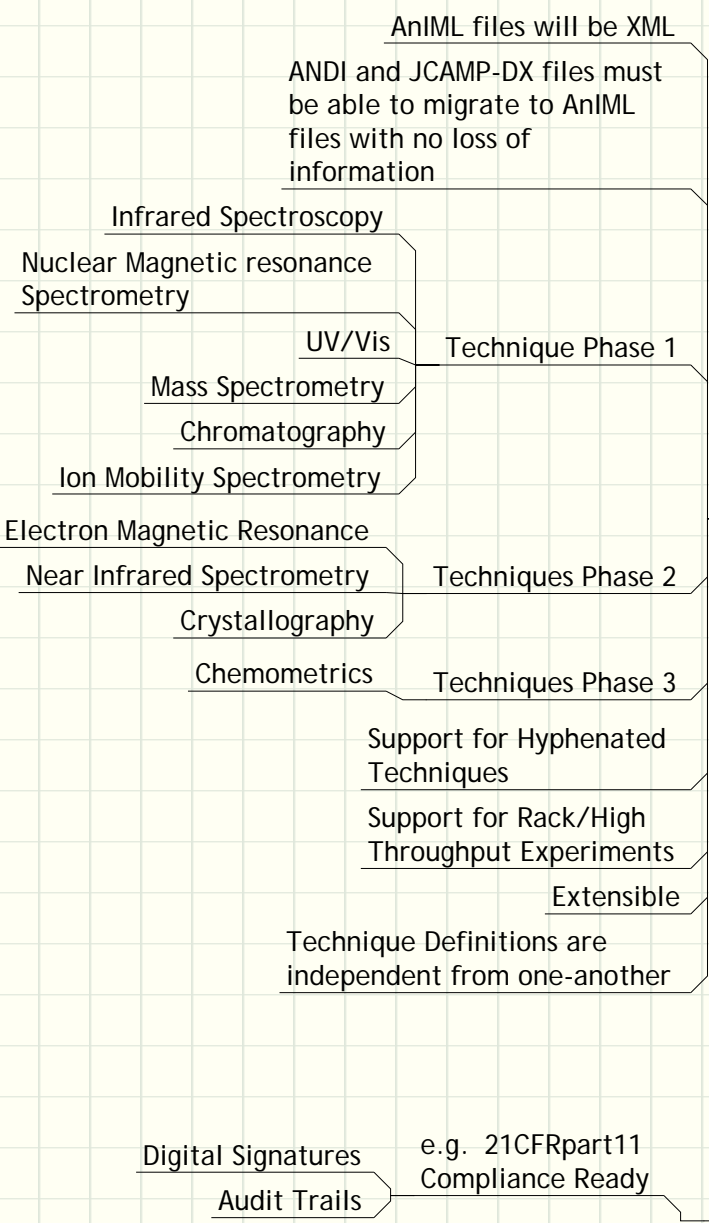 AnIML files will be XML
ANDI and JCAMP-DX files must
be able to migrate to AnIML
files with no loss of
information
Infrared Spectroscopy
Nuclear Magnetic resonance
Spectrometry
UV/Vis
Mass Spectrometry
Chromatography
Ion Mobility Spectrometry
Technique Phase 1
Electron Magnetic Resonance
Near Infrared Spectrometry
Crystallography
Techniques Phase 2
Chemometrics
Techniques Phase 3
Support for Hyphenated
Techniques
Support for Rack/High
Throughput Experiments
Extensible
Technique Definitions are
independent from one-another
Digital Signatures
Audit Trails
e.g. 21CFRpart11
Compliance Ready